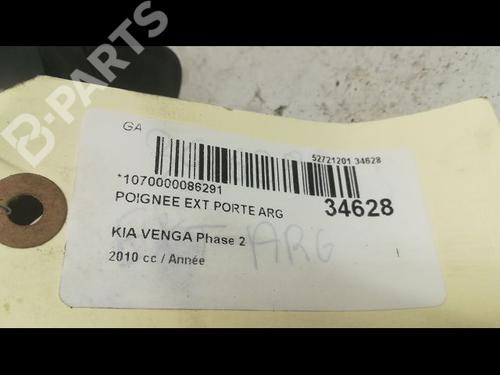 B-PARTS
GA
52721201 34628
*1070000086291
POIGNEE EXT PORTE ARG
34628
KIA VENGA Phase 2
ARG
2010 cc / Année